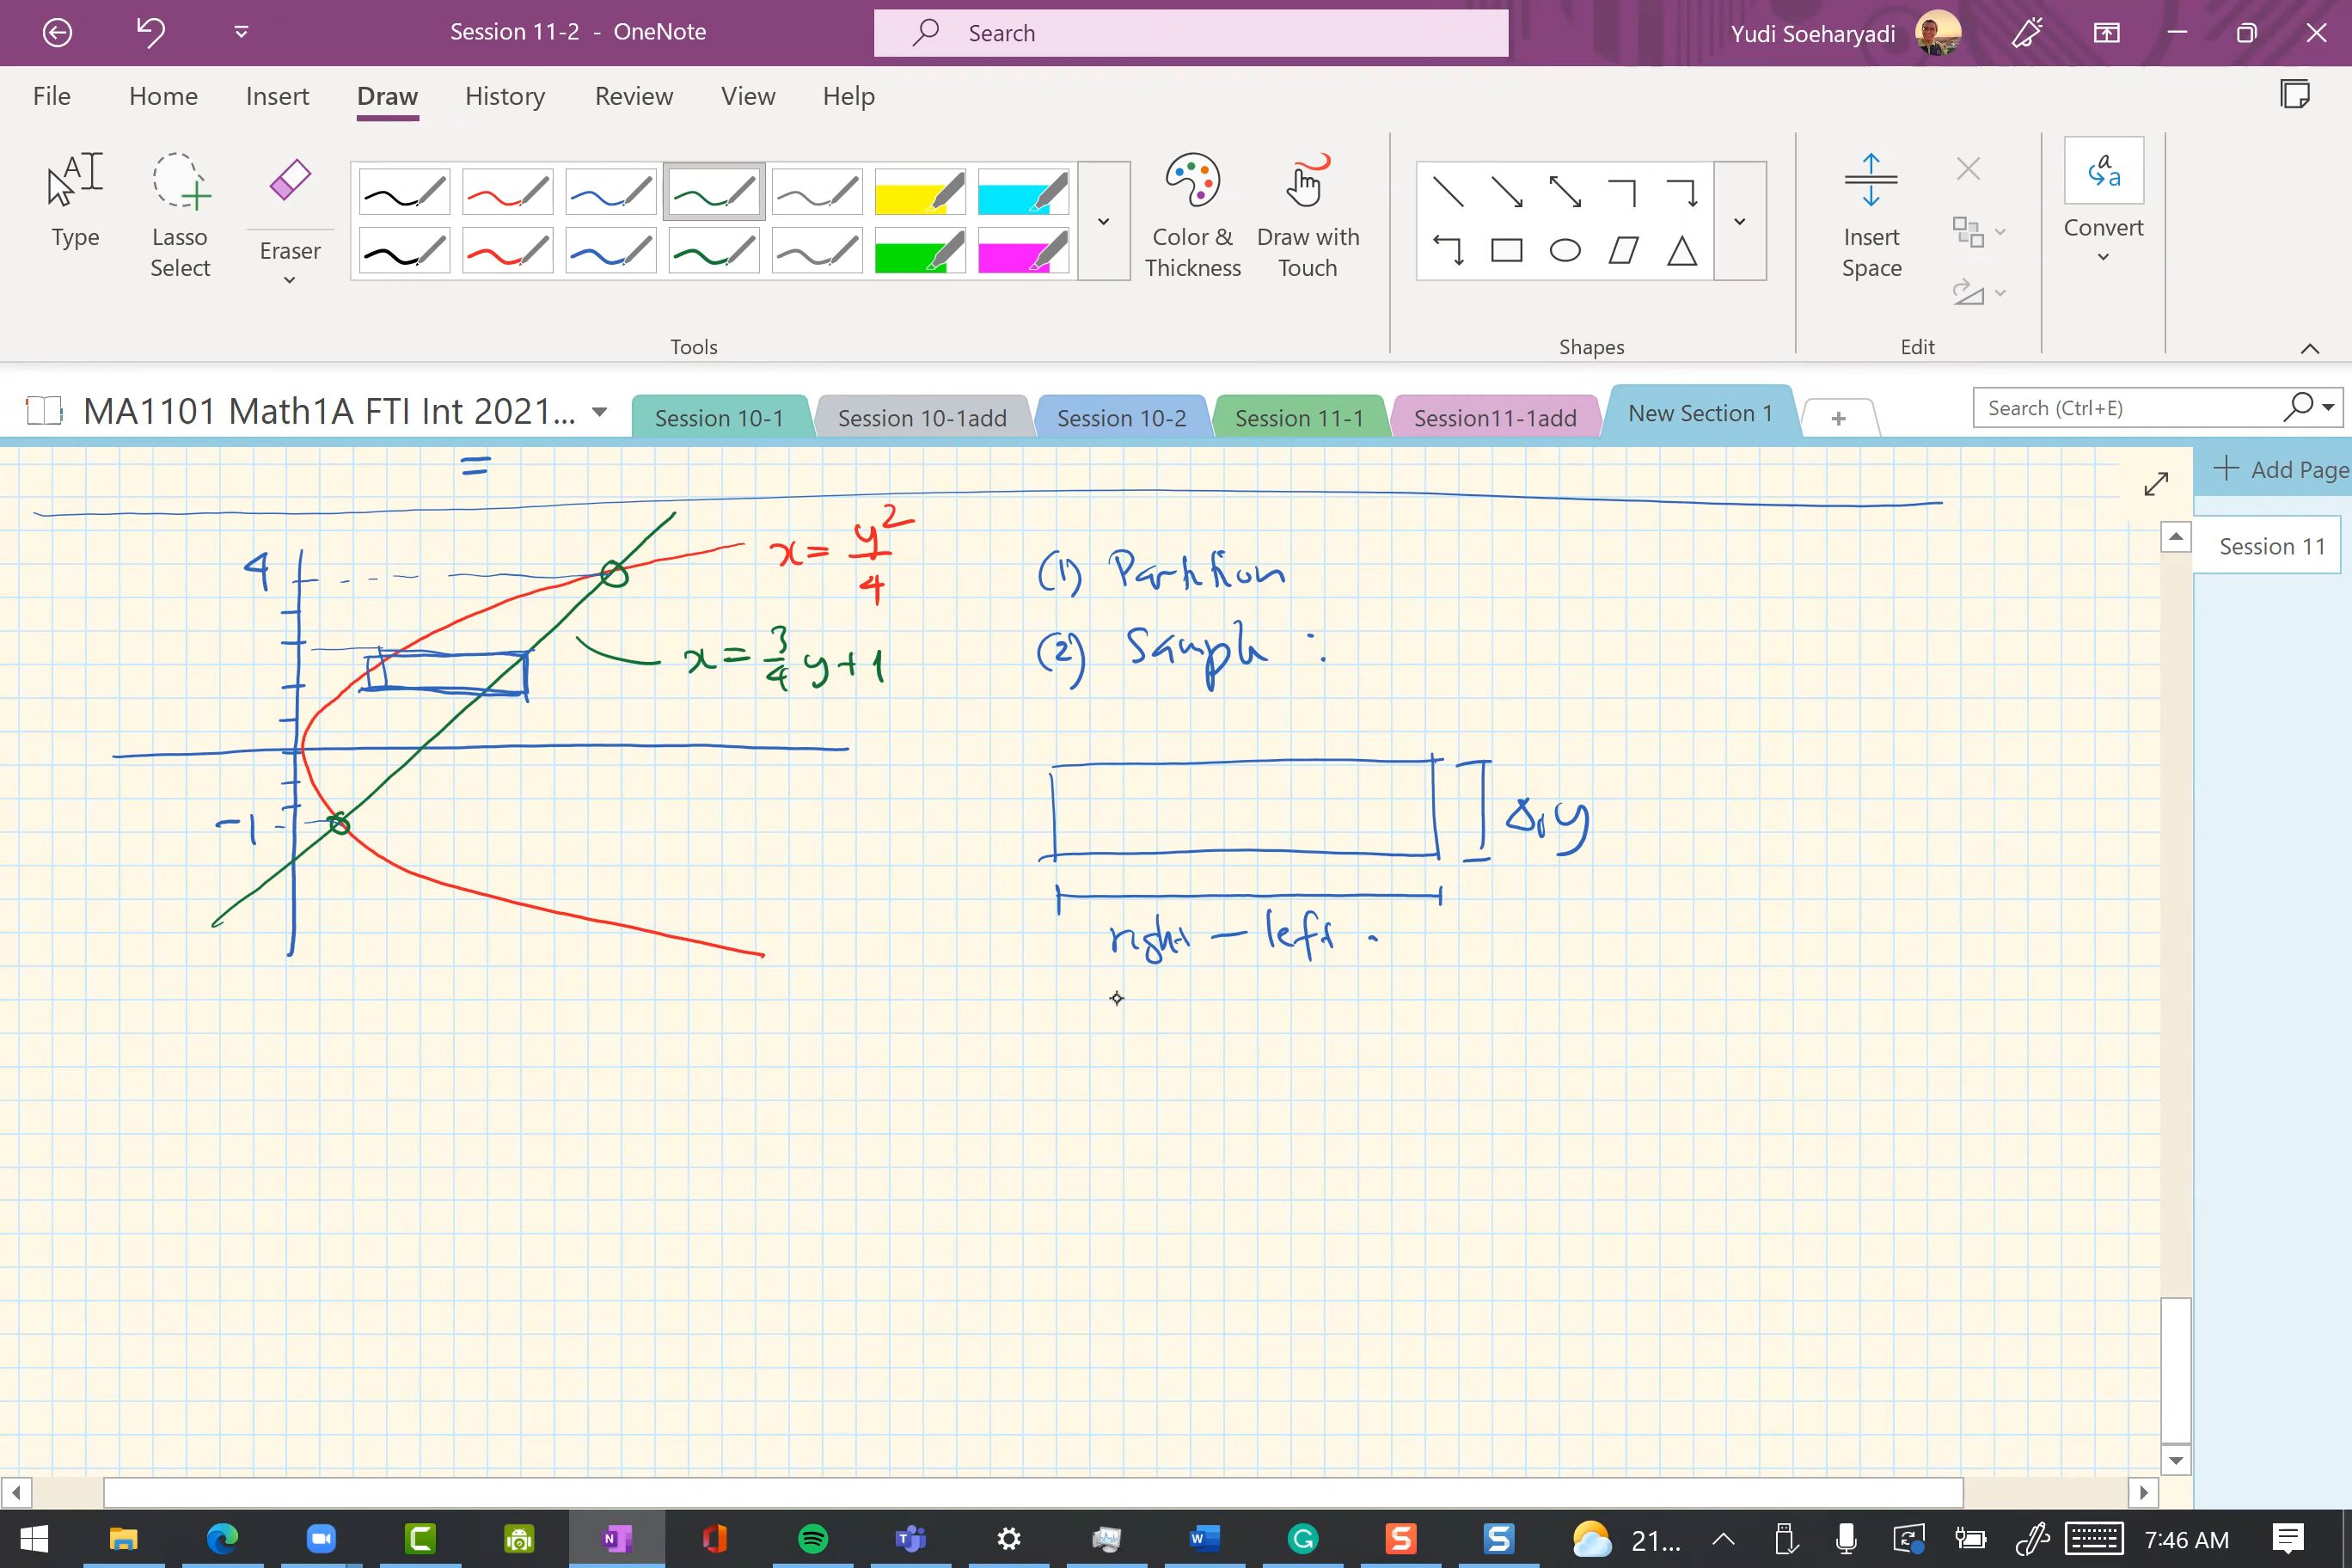 Session 11-2 - OneNote
Search
Yudi Soeharyadi
File Home Insert Draw History Review View Help
Type
Lasso Select
Eraser
Color & Thickness
Draw with Touch
Insert Space
Convert
Tools
Shapes
Edit
MA1101 Math1A FTI Int 2021...
Session 10-1
Session 10-1add
Session 10-2
Session 11-1
Session11-1add
New Section 1
Search (Ctrl+E)
Add Page
Session 11
=
4
x = y²/4
x = 3/4 y + 1
-1
(1) Partition
(2) Sample :
Δᵢy
right - left .
21...
7:46 AM